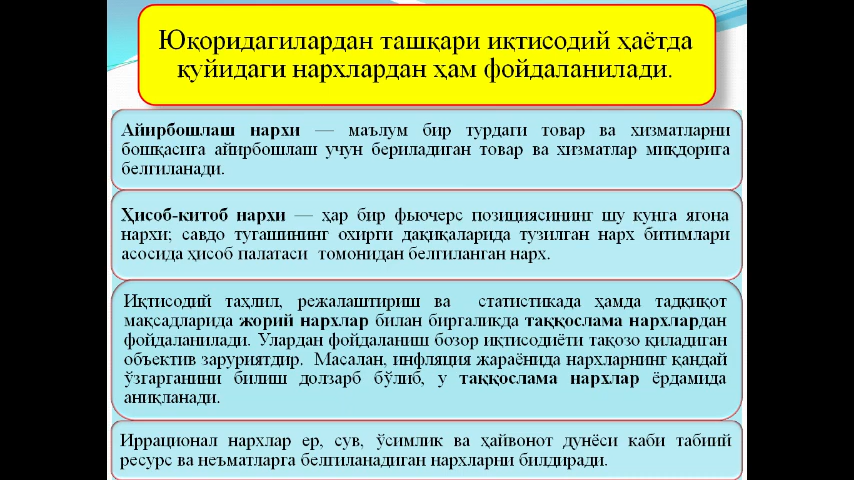 Юқоридагилардан ташқари иқтисодий ҳаётда
қуйидаги нархлардан ҳам фойдаланилади.
Айирбошлаш нархи — маълум бир турдаги товар ва хизматларни
бошқасига айирбошлаш учун бериладиган товар ва хизматлар миқдорига
белгиланади.
Ҳисоб-китоб нархи — ҳар бир фьючерс позициясининг шу кунга ягона
нархи; савдо тугашининг охирги дақиқаларида тузилган нарх битимлари
асосида ҳисоб палатаси томонидан белгиланган нарх.
Иқтисодий таҳлил, режалаштириш ва статистикада ҳамда тадқиқот
мақсадларида жорий нархлар билан биргаликда таққослама нархлардан
фойдаланилади. Улардан фойдаланиш бозор иқтисодиёти тақозо қиладиган
объектив заруриятдир. Масалан, инфляция жараёнида нархларнинг қандай
ўзгарганини билиш долзарб бўлиб, у таққослама нархлар ёрдамида
аниқланади.
Иррационал нархлар ер, сув, ўсимлик ва ҳайвонот дунёси каби табиий
ресурс ва неъматларга белгиланадиган нархларни билдиради.